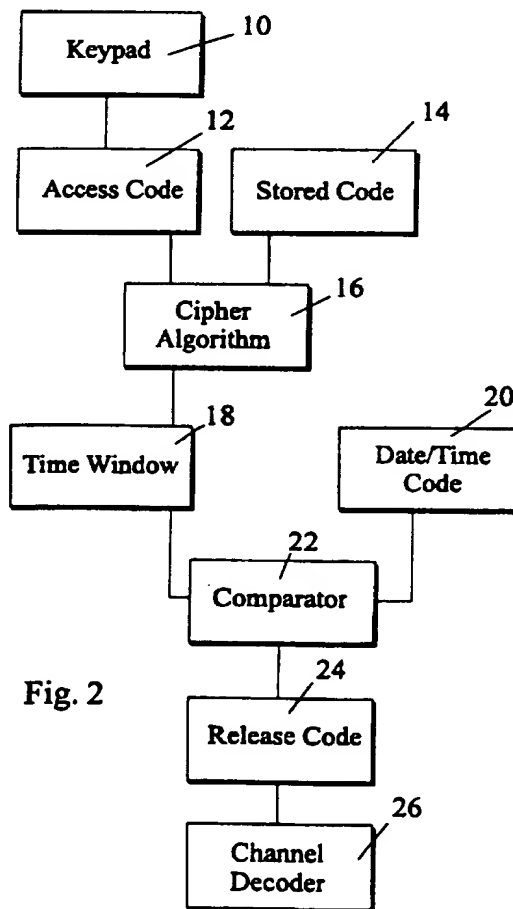 10
Keypad
12
14
Access Code
Stored Code
16
Cipher
Algorithm
18
20
Time Window
Date/Time
Code
22
Comparator
24
Fig. 2
Release Code
26
Channel
Decoder